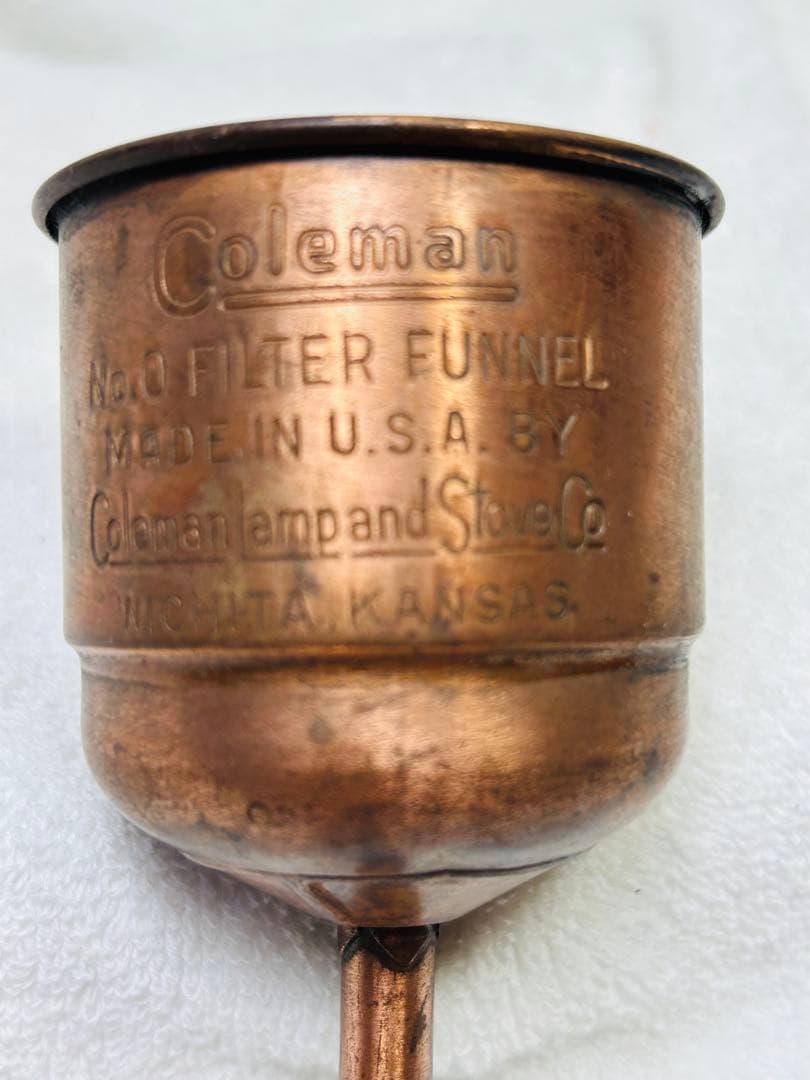 Coleman
No.0 FILTER FUNNEL
MADE IN U.S.A. BY
Coleman Lamp and Stove Co
WICHITA, KANSAS.